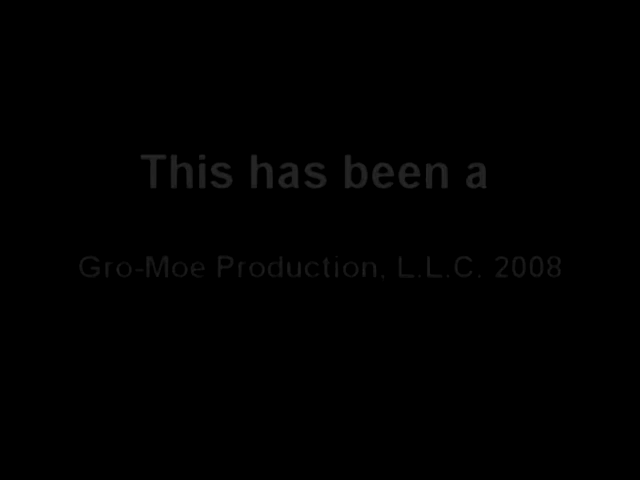 This has been a
Gro-Moe Production, L.L.C. 2008